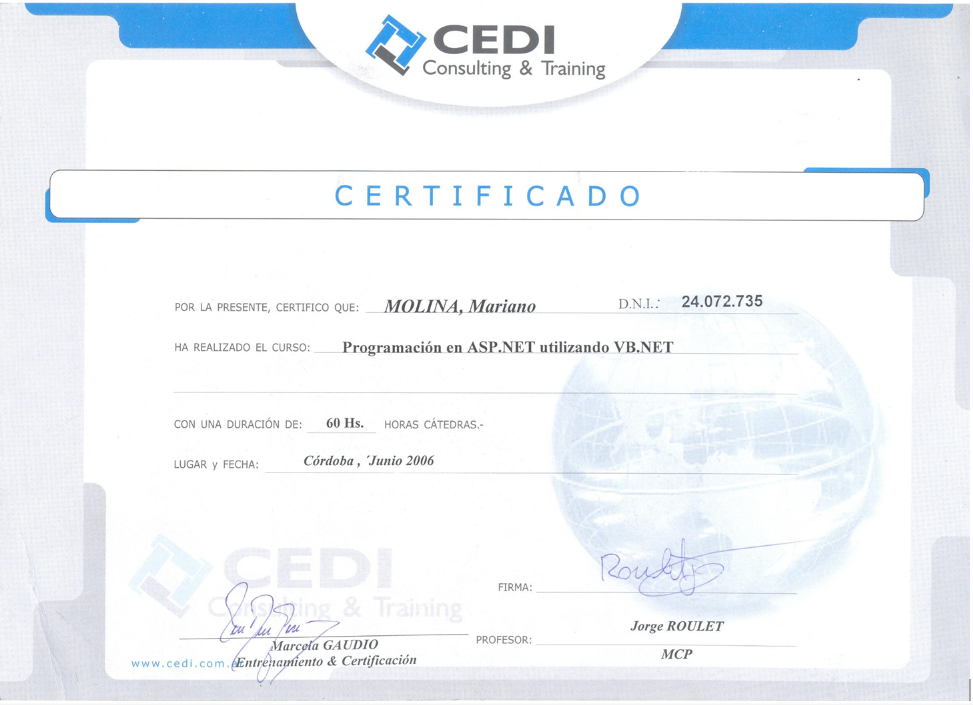 CEDI
Consulting & Training
CERTIFICADO
POR LA PRESENTE, CERTIFICO QUE: MOLINA, Mariano D.N.I.: 24.072.735
HA REALIZADO EL CURSO: Programación en ASP.NET utilizando VB.NET
CON UNA DURACIÓN DE: 60 Hs. HORAS CÁTEDRAS.-
LUGAR y FECHA: Córdoba , ´Junio 2006
CEDI
Consulting & Training
FIRMA: Roulet
Jorge ROULET
PROFESOR:
MCP
Marcela GAUDIO
Entrenamiento & Certificación
www.cedi.com.ar